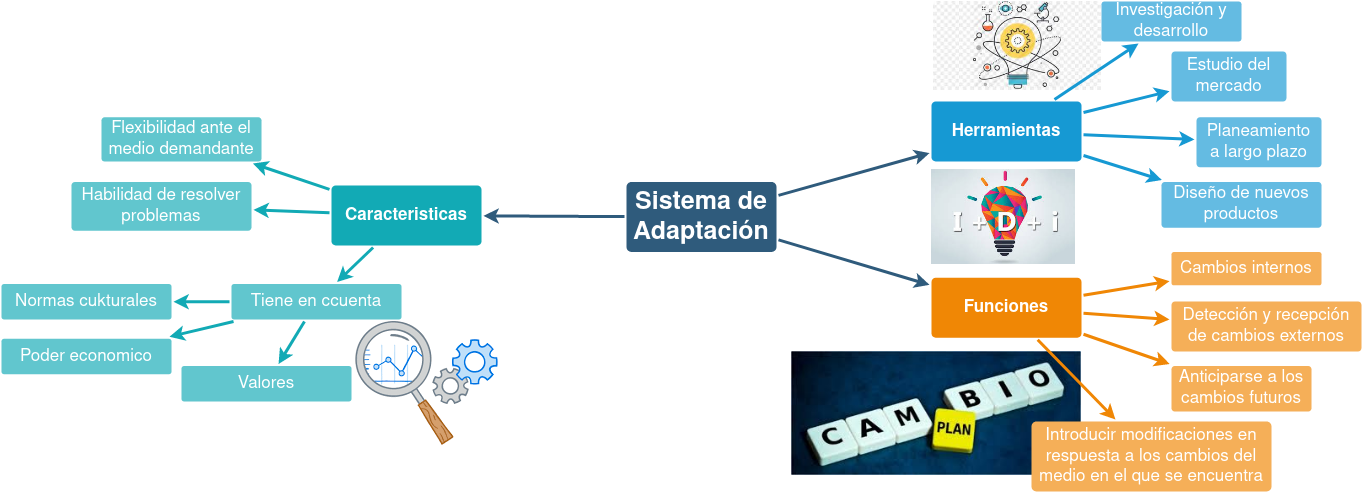 Sistema de
Adaptación
Caracteristicas
Flexibilidad ante el
medio demandante
Habilidad de resolver
problemas
Tiene en ccuenta
Normas cukturales
Poder economico
Valores
Herramientas
Investigación y
desarrollo
Estudio del
mercado
Planeamiento
a largo plazo
Diseño de nuevos
productos
I + D + i
Funciones
Cambios internos
Detección y recepción
de cambios externos
Anticiparse a los
cambios futuros
Introducir modificaciones en
respuesta a los cambios del
medio en el que se encuentra
CAMBIO
PLAN